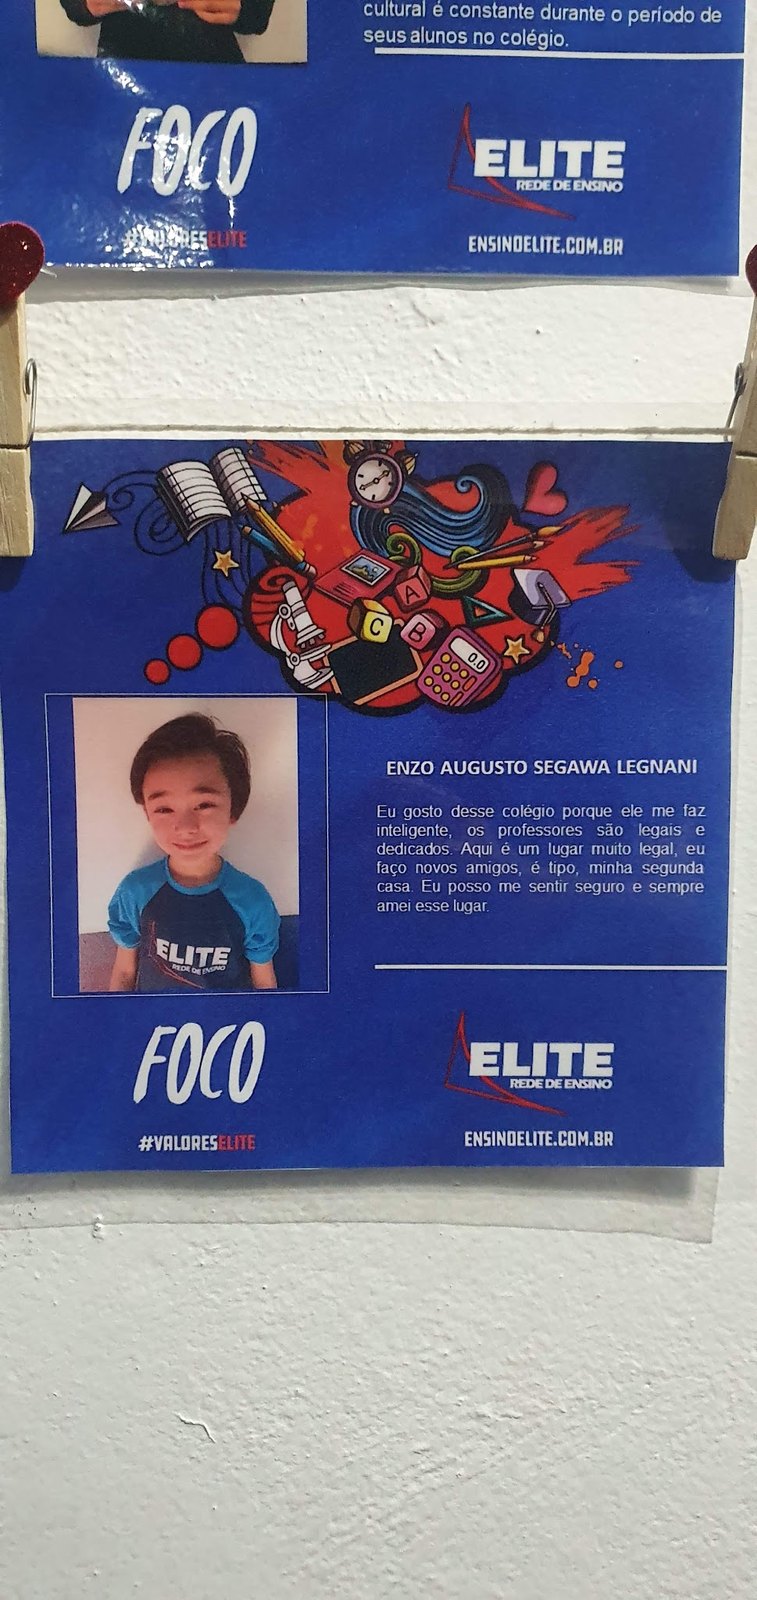 cultural é constante durante o período de
seus alunos no colégio.
FOCO
#VALORESELITE
ELITE
REDE DE ENSINO
ENSINOELITE.COM.BR
A
C
B
0.0
ENZO AUGUSTO SEGAWA LEGNANI
Eu gosto desse colégio porque ele me faz
inteligente, os professores são legais e
dedicados. Aqui é um lugar muito legal, eu
faço novos amigos, é tipo, minha segunda
casa. Eu posso me sentir seguro e sempre
amei esse lugar.
ELITE
REDE DE ENSINO
FOCO
#VALORESELITE
ELITE
REDE DE ENSINO
ENSINOELITE.COM.BR